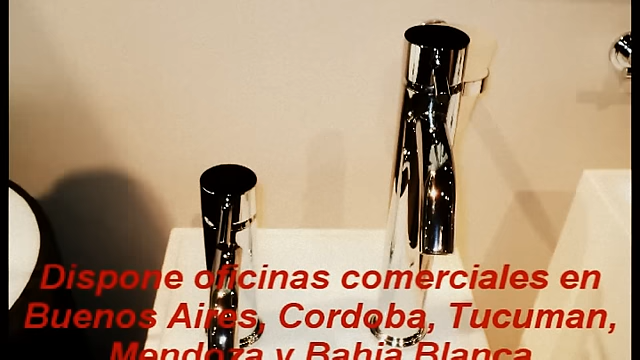 Dispone oficinas comerciales en
Buenos Aires, Cordoba, Tucuman,
Mendoza y Bahia Blanca